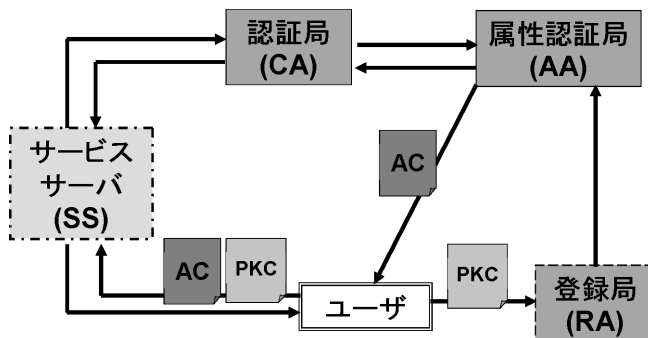 認証局
(CA)
属性認証局
(AA)
サービス
サーバ
(SS)
AC
AC
PKC
PKC
ユーザ
登録局
(RA)